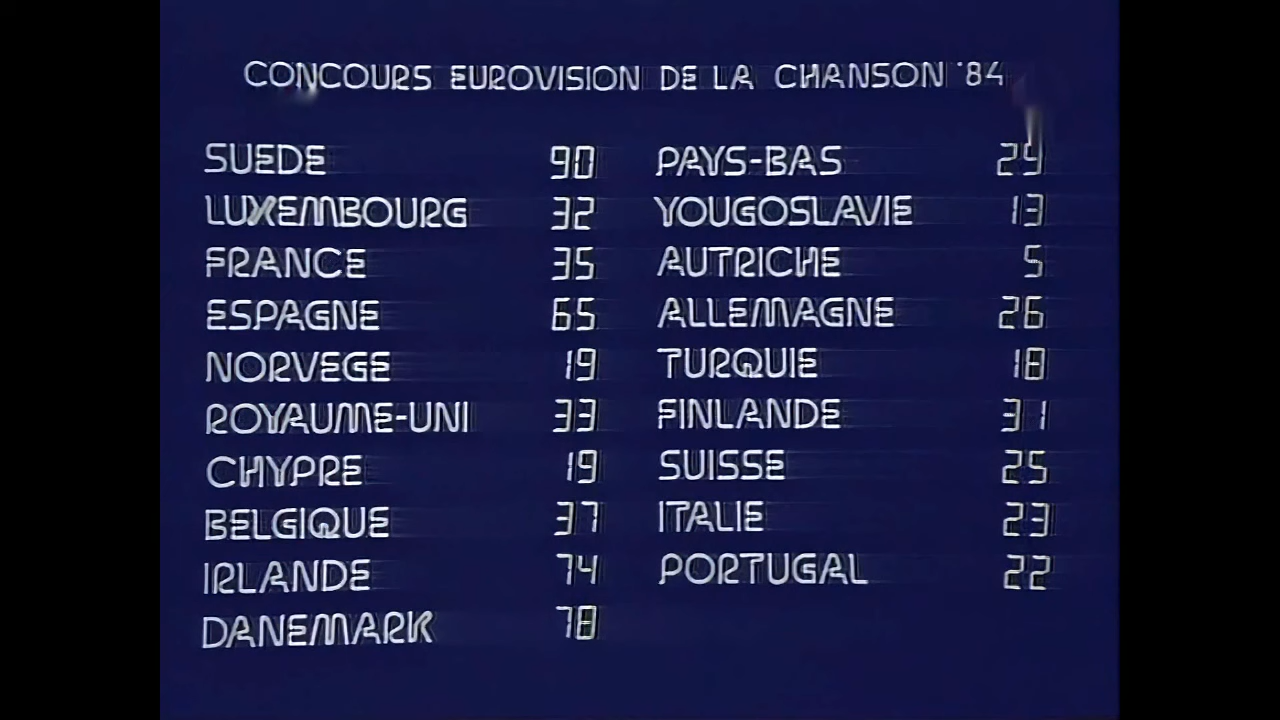 CONCOURS EUROVISION DE LA CHANSON '84
SUEDE 90
LUXEMBOURG 32
FRANCE 35
ESPAGNE 65
NORVEGE 19
ROYAUME-UNI 33
CHYPRE 19
BELGIQUE 37
IRLANDE 74
DANEMARK 78
PAYS-BAS 29
YOUGOSLAVIE 13
AUTRICHE 5
ALLEMAGNE 26
TURQUIE 18
FINLANDE 31
SUISSE 25
ITALIE 23
PORTUGAL 22